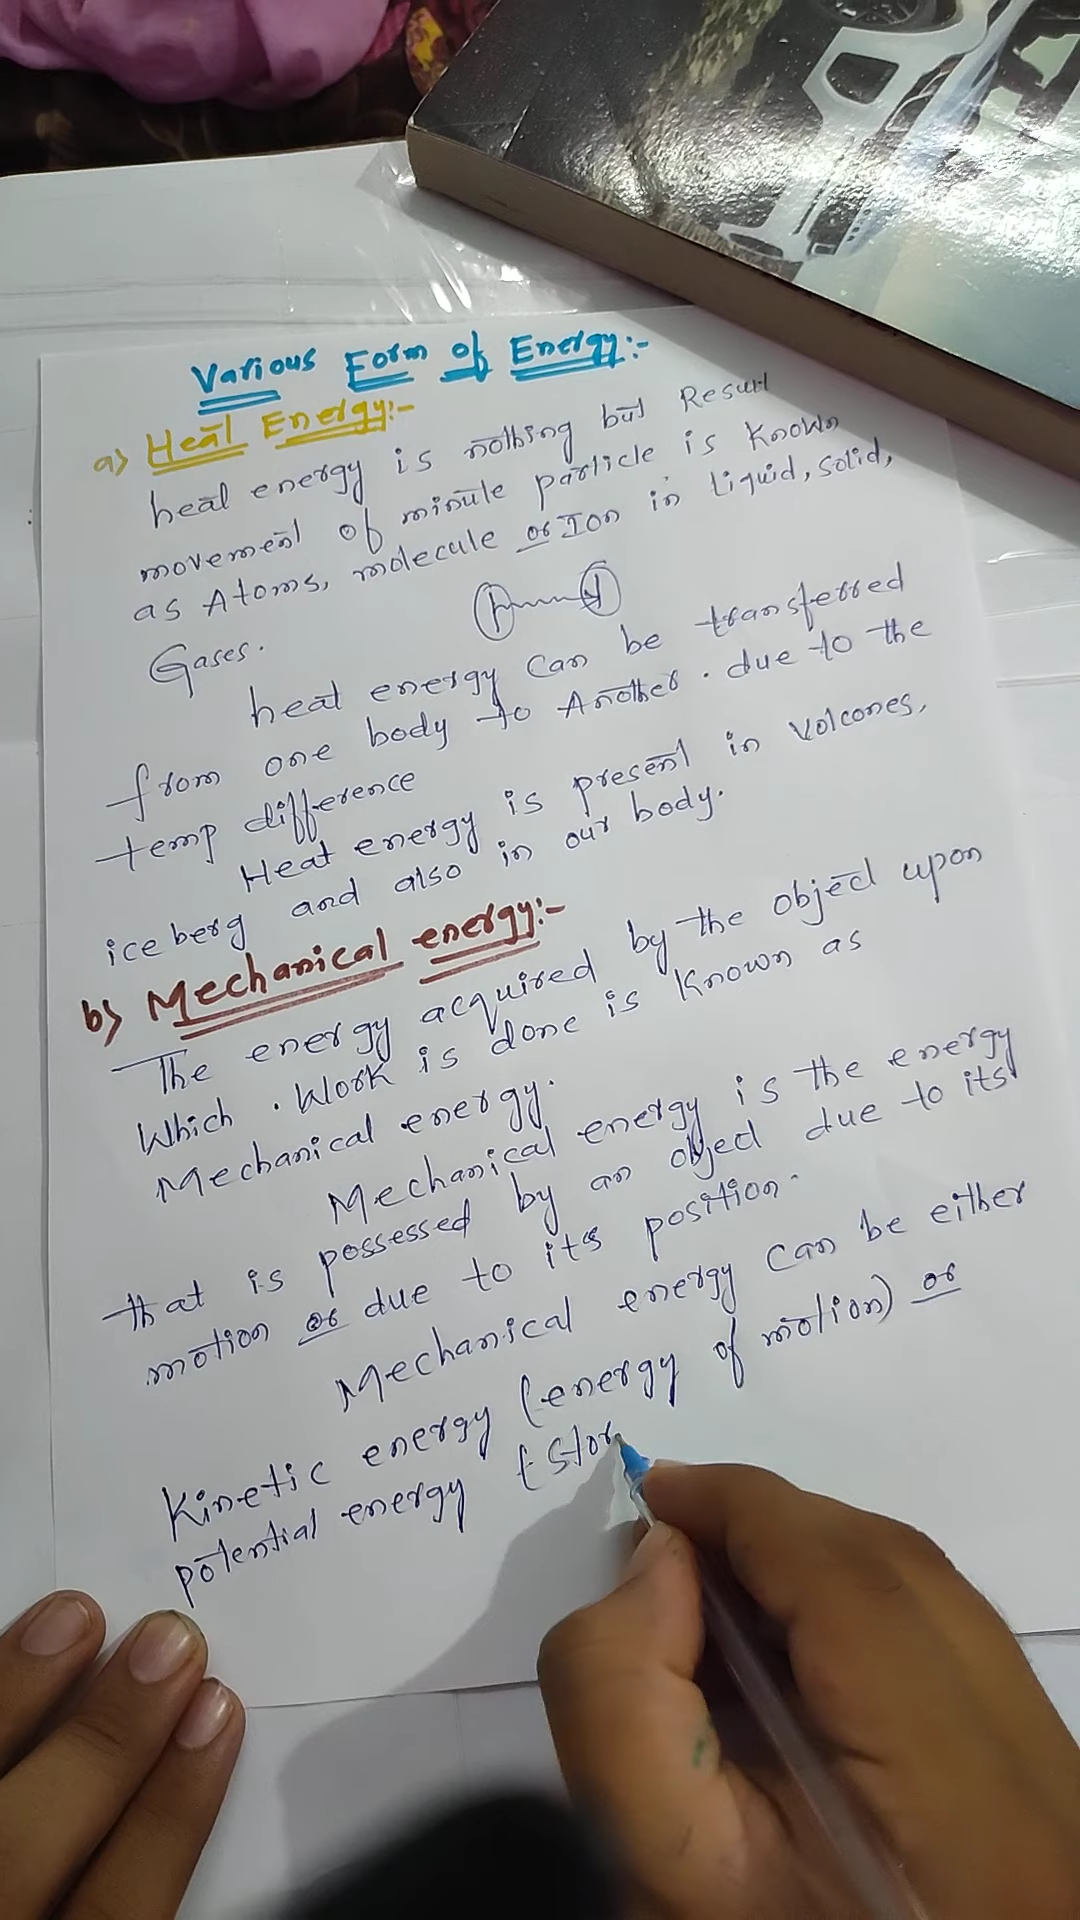 Various Form of Energy:-
a) Heat Energy:-
heat energy is nothing but Result
movement of minute particle is known
as Atoms, molecule or Ion in liquid, solid,
Gases.
heat energy can be transferred
from one body to Another. due to the
temp difference
Heat energy is present in volcones,
ice berg and also in our body.
b) Mechanical energy:-
The energy acquired by the object upon
Which . Work is done is known as
Mechanical energy.
Mechanical energy is the energy
that is possessed by an object due to its
motion or due to its position.
Mechanical energy can be either
Kinetic energy (energy of motion) or
potential energy (stor